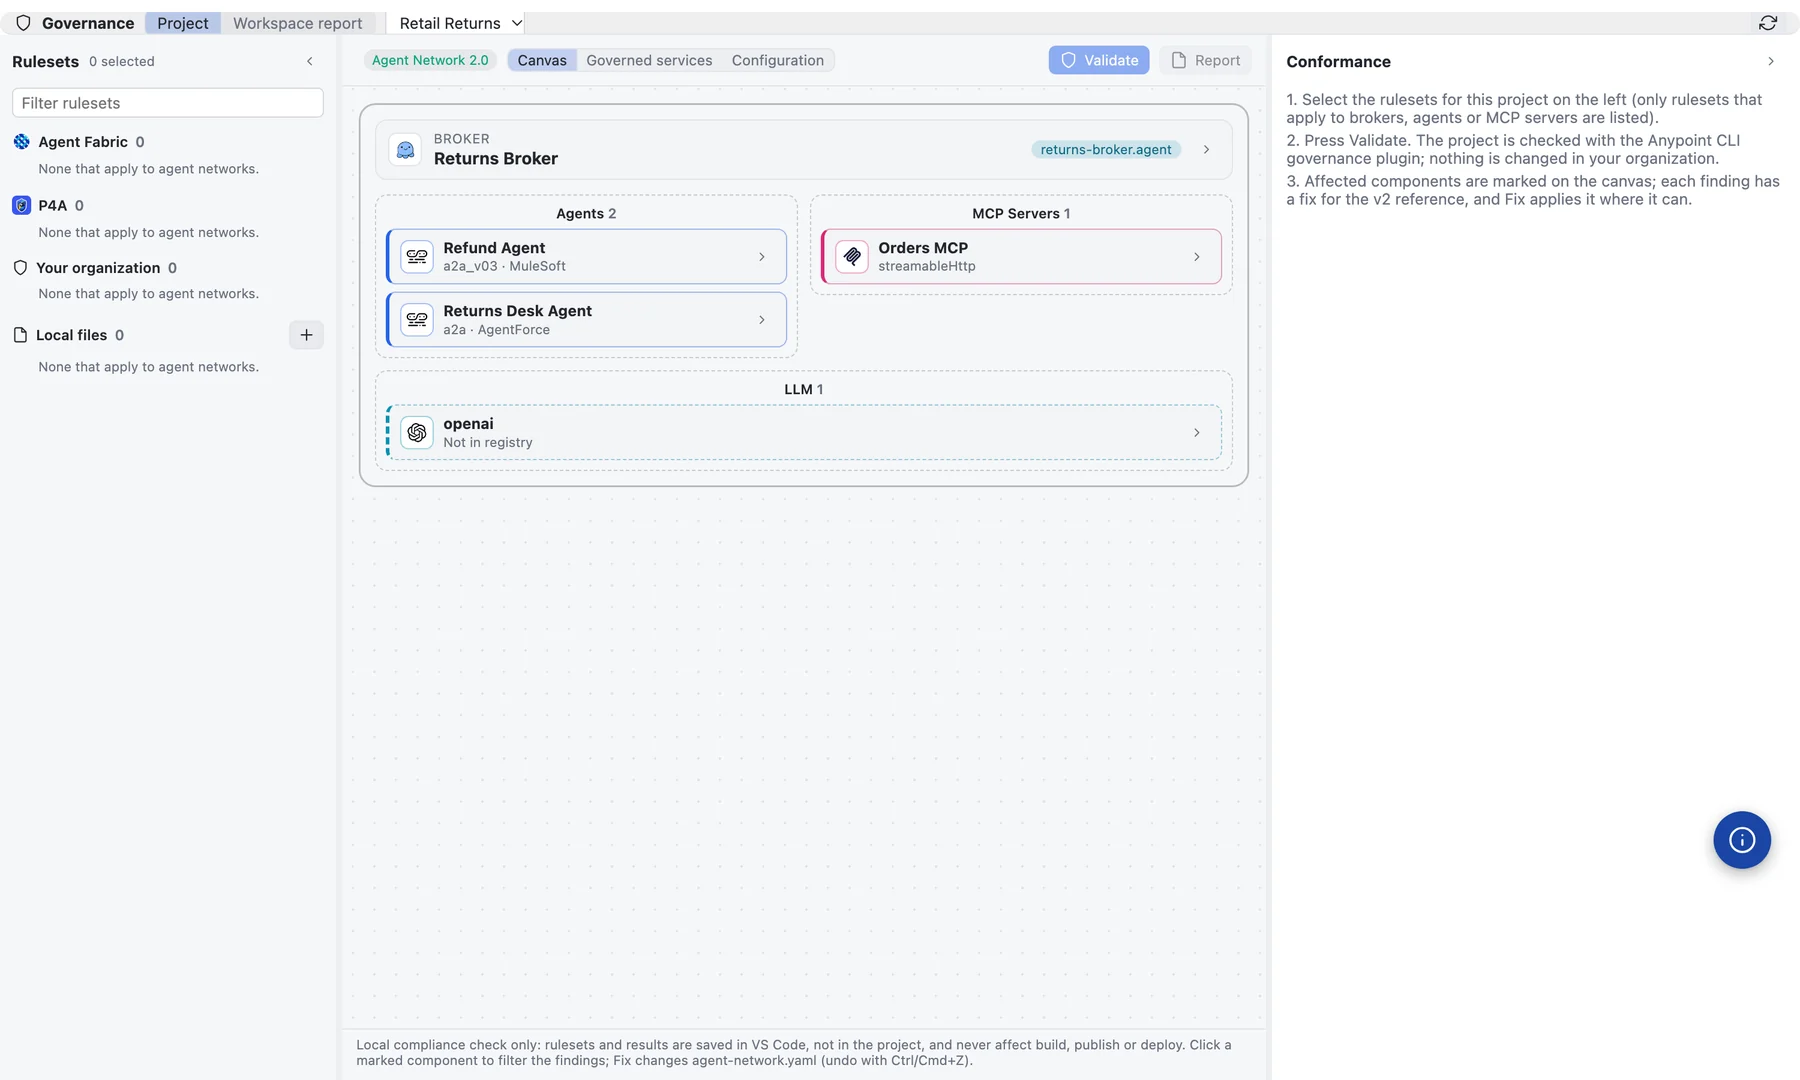 Governance
Project
Workspace report
Retail Returns
Rulesets 0 selected
Filter rulesets
Agent Fabric 0
None that apply to agent networks.
P4A 0
None that apply to agent networks.
Your organization 0
None that apply to agent networks.
Local files 0
None that apply to agent networks.
Agent Network 2.0
Canvas
Governed services
Configuration
Validate
Report
BROKER
Returns Broker
returns-broker.agent
Agents 2
Refund Agent
a2a_v03 · MuleSoft
Returns Desk Agent
a2a · AgentForce
MCP Servers 1
Orders MCP
streamableHttp
LLM 1
openai
Not in registry
Local compliance check only: rulesets and results are saved in VS Code, not in the project, and never affect build, publish or deploy. Click a
marked component to filter the findings; Fix changes agent-network.yaml (undo with Ctrl/Cmd+Z).
Conformance
1. Select the rulesets for this project on the left (only rulesets that
apply to brokers, agents or MCP servers are listed).
2. Press Validate. The project is checked with the Anypoint CLI
governance plugin; nothing is changed in your organization.
3. Affected components are marked on the canvas; each finding has
a fix for the v2 reference, and Fix applies it where it can.